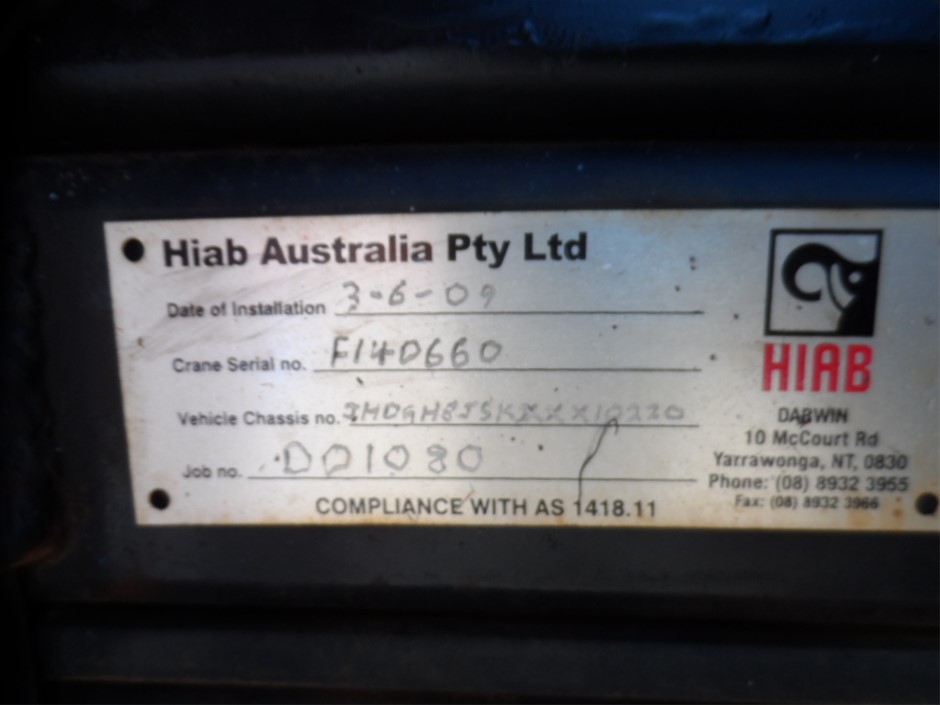 Hiab Australia Pty Ltd
Date of Installation 3-6-09
Crane Serial no. F140660
Vehicle Chassis no.
Job no. D01080
COMPLIANCE WITH AS 1418.11
HIAB
DARWIN
10 McCourt Rd
Yarrawonga, NT, 0830
Phone: (08) 8932 3955
Fax: (08) 8932 3966